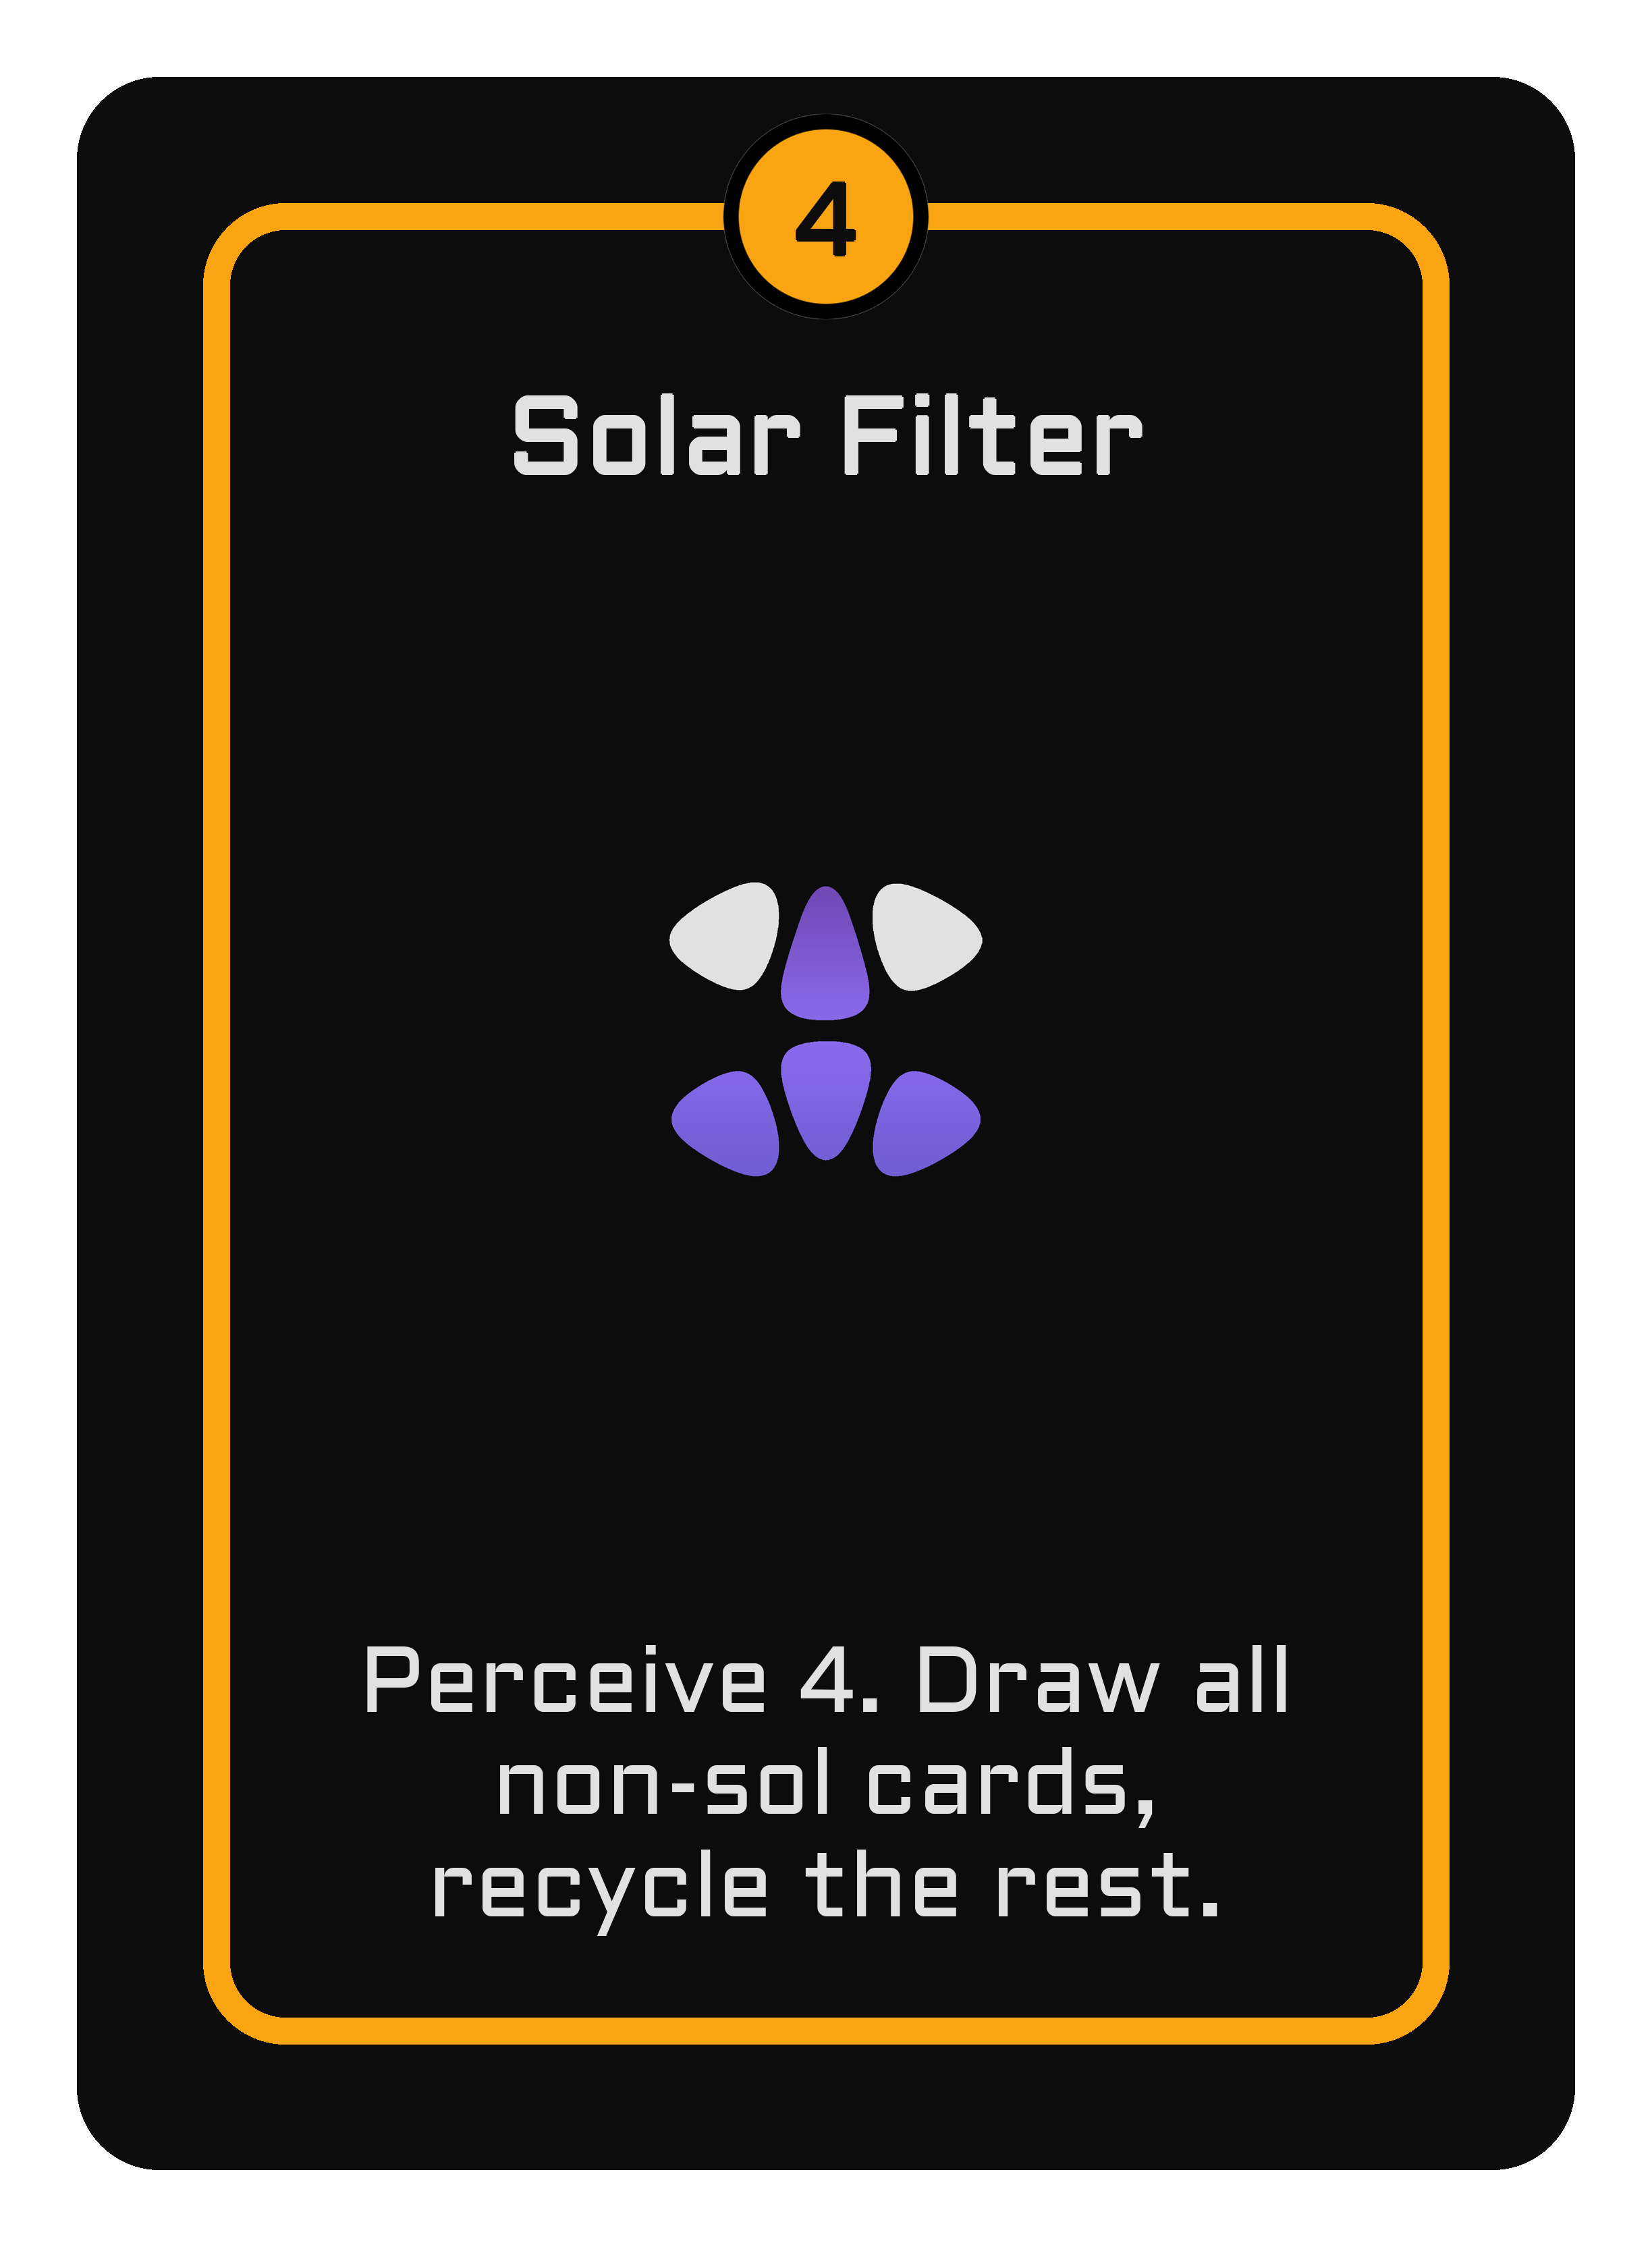 4
Solar Filter
Perceive 4. Draw all
non-sol cards,
recycle the rest.